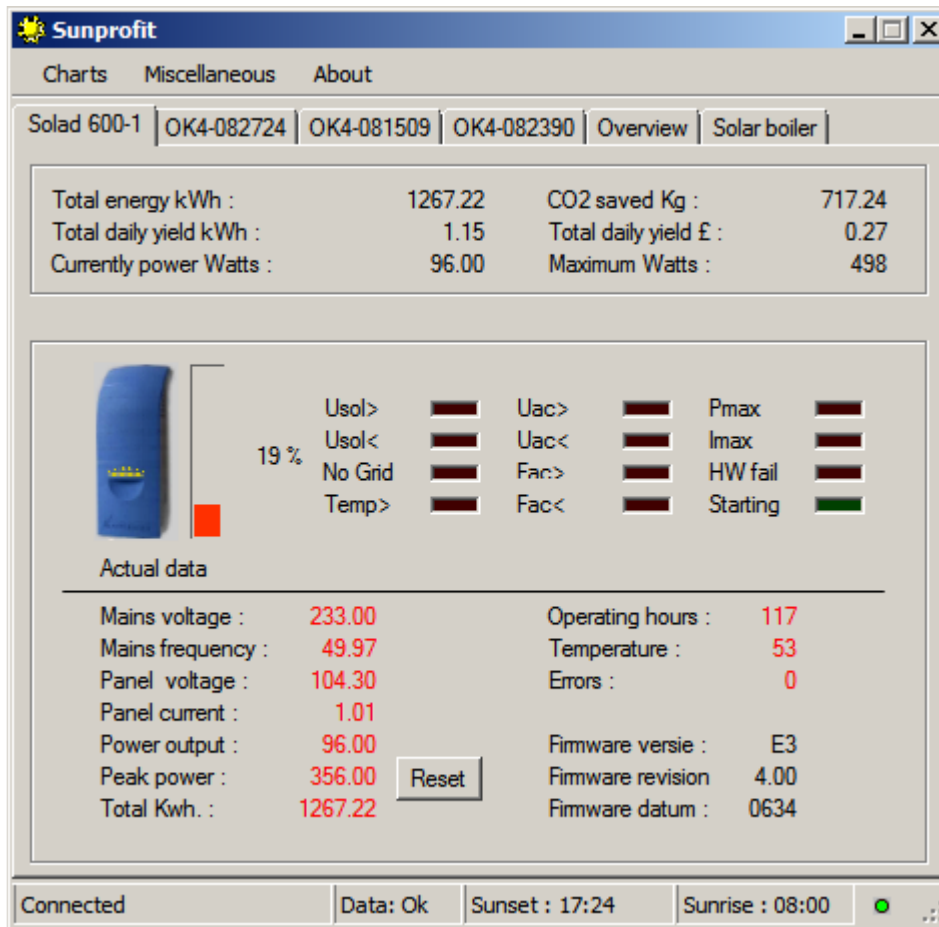 Sunprofit
Charts Miscellaneous About
Solad 600-1 OK4-082724 OK4-081509 OK4-082390 Overview Solar boiler
Total energy kWh : 1267.22 CO2 saved Kg : 717.24
Total daily yield kWh : 1.15 Total daily yield £ : 0.27
Currently power Watts : 96.00 Maximum Watts : 498
19 %
Usol> Uac> Pmax
Usol< Uac< Imax
No Grid Fac> HW fail
Temp> Fac< Starting
Actual data
Mains voltage : 233.00 Operating hours : 117
Mains frequency : 49.97 Temperature : 53
Panel voltage : 104.30 Errors : 0
Panel current : 1.01
Power output : 96.00 Firmware versie : E3
Peak power : 356.00 Reset Firmware revision 4.00
Total Kwh. : 1267.22 Firmware datum : 0634
Connected Data: Ok Sunset : 17:24 Sunrise : 08:00